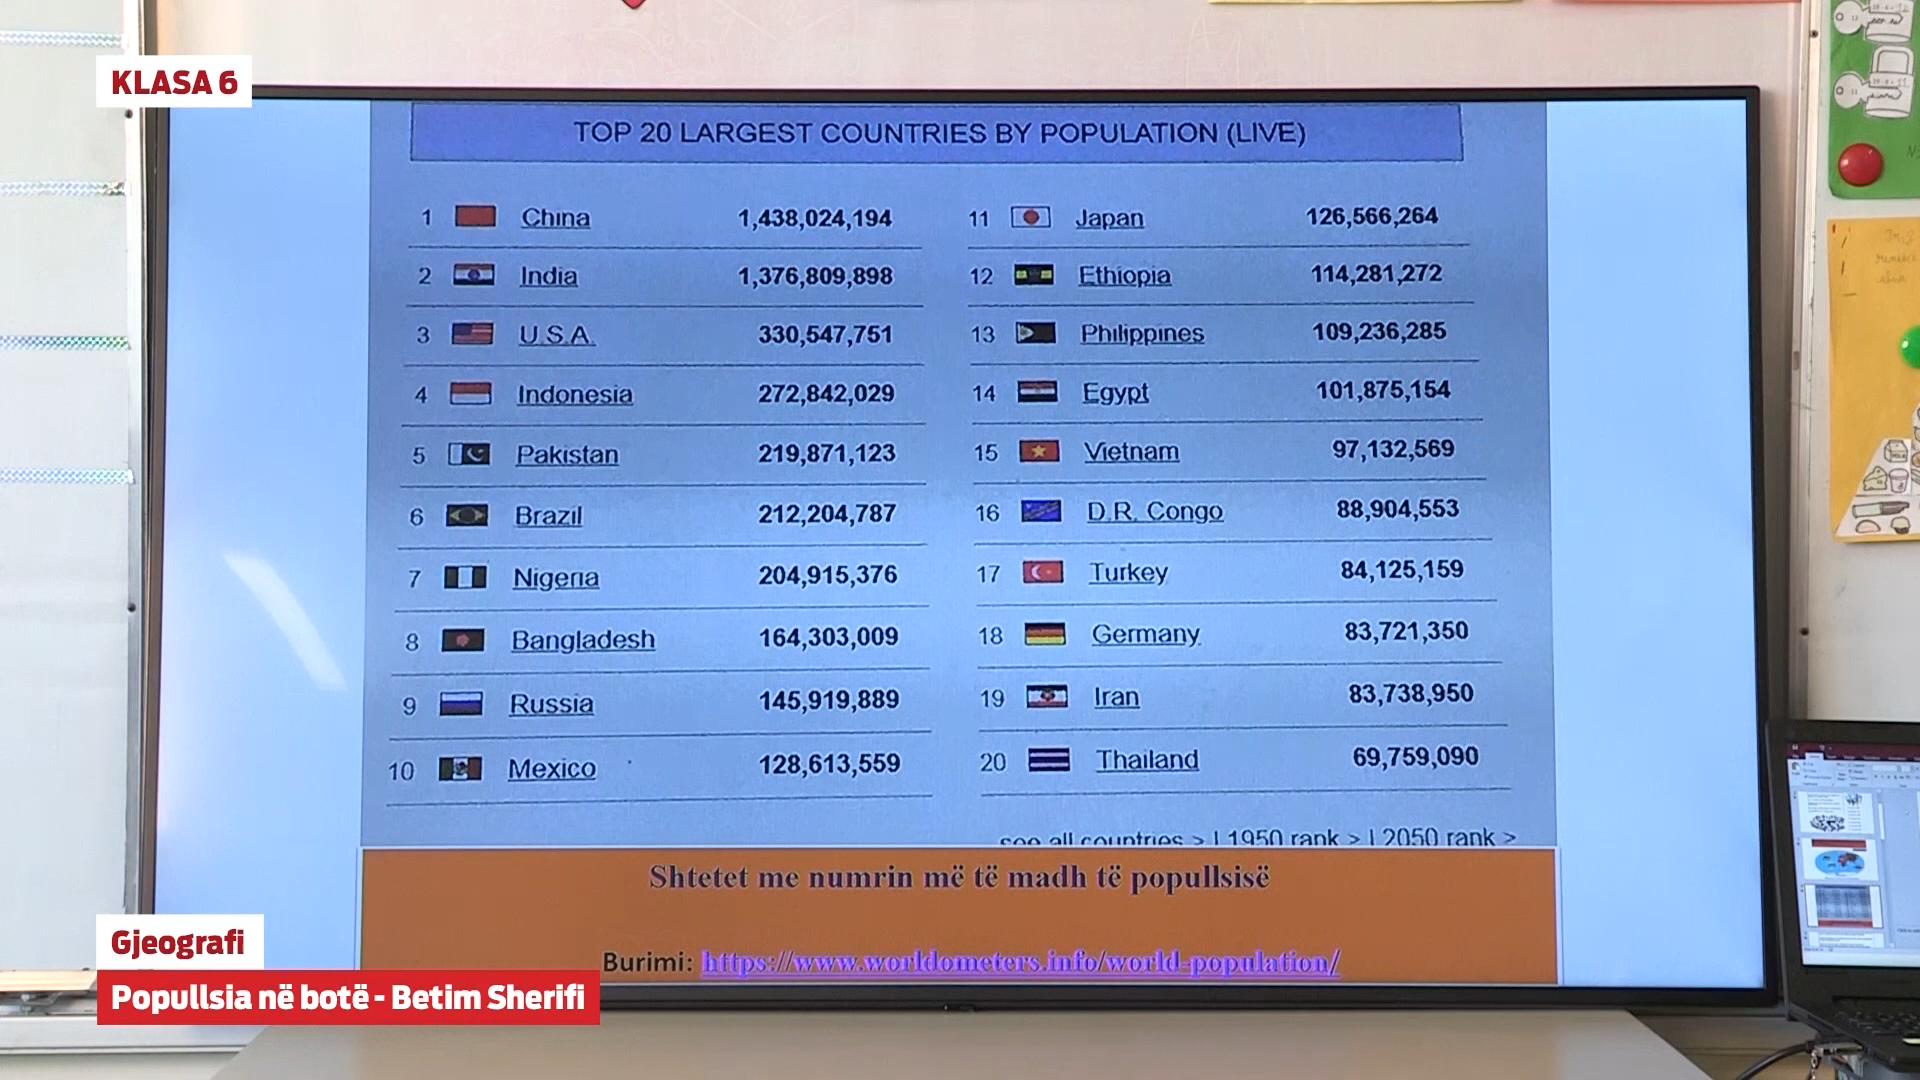 KLASA 6
TOP 20 LARGEST COUNTRIES BY POPULATION (LIVE)
1 China 1,438,024,194
2 India 1,376,809,898
3 U.S.A. 330,547,751
4 Indonesia 272,842,029
5 Pakistan 219,871,123
6 Brazil 212,204,787
7 Nigeria 204,915,376
8 Bangladesh 164,303,009
9 Russia 145,919,889
10 Mexico 128,613,559
11 Japan 126,566,264
12 Ethiopia 114,281,272
13 Philippines 109,236,285
14 Egypt 101,875,154
15 Vietnam 97,132,569
16 D.R. Congo 88,904,553
17 Turkey 84,125,159
18 Germany 83,721,350
19 Iran 83,738,950
20 Thailand 69,759,090
see all countries > | 1950 rank > | 2050 rank >
Shtetet me numrin më të madh të popullsisë
Burimi: https://www.worldometers.info/world-population/
Gjeografi
Popullsia në botë - Betim Sherifi